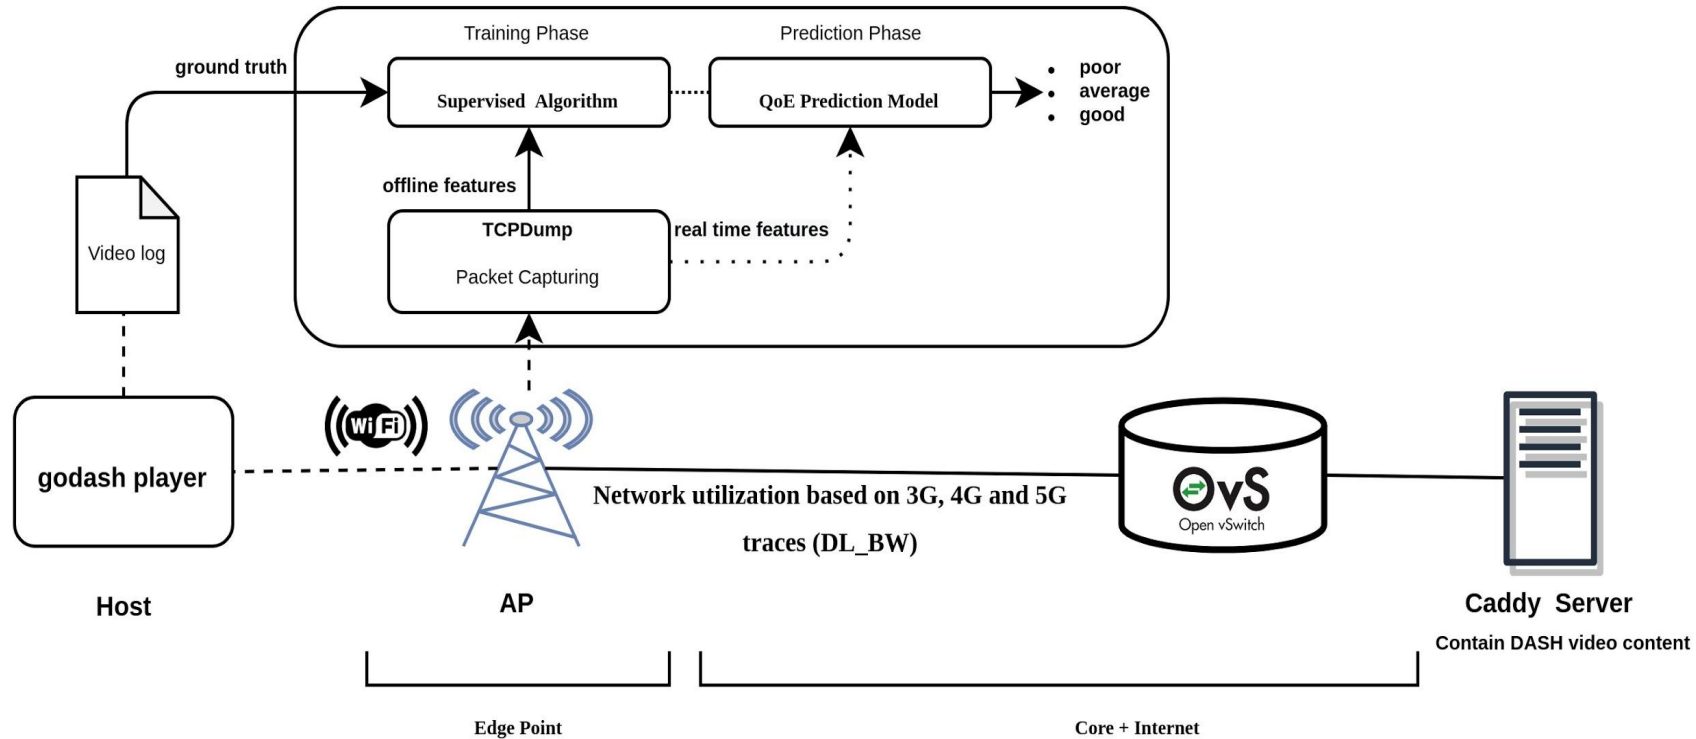 Training Phase
Prediction Phase
ground truth
Supervised Algorithm
QoE Prediction Model
poor
average
good
offline features
TCPDump
Packet Capturing
real time features
Video log
godash player
Wi Fi
Network utilization based on 3G, 4G and 5G
traces (DL_BW)
OvS
Open vSwitch
Host
AP
Caddy Server
Contain DASH video content
Edge Point
Core + Internet